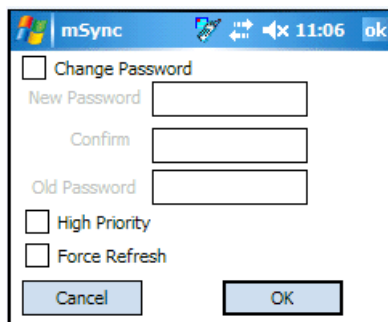 mSync 11:06 ok
Change Password
New Password
Confirm
Old Password
High Priority
Force Refresh
Cancel OK